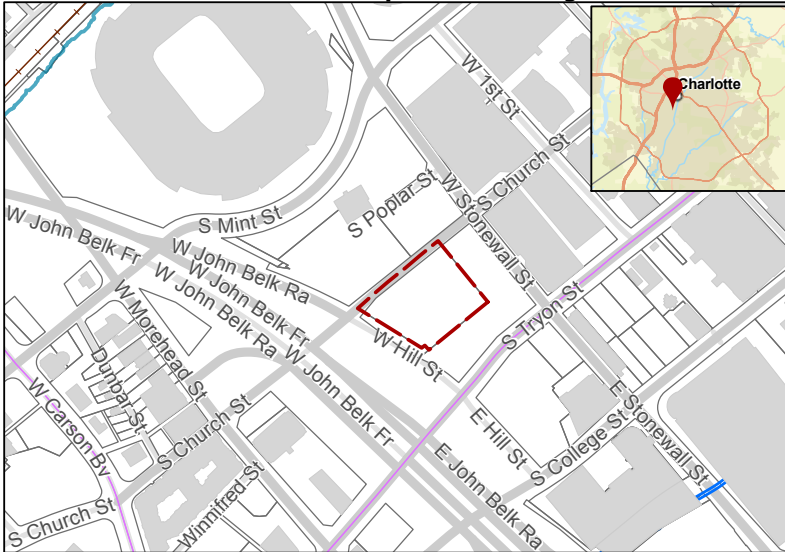 Charlotte
W 1st St
S Church St
S Poplar St
W Stonewall St
S Mint St
W John Belk Fr
W John Belk Ra
W John Belk Fr
W John Belk Ra
W John Belk Fr
W Hill St
S Tryon St
W Morehead St
Dunbar St
W Carson Bv
S Church St
E Hill St
E Stonewall St
S College St
E John Belk Ra
Winnifred St
S Church St